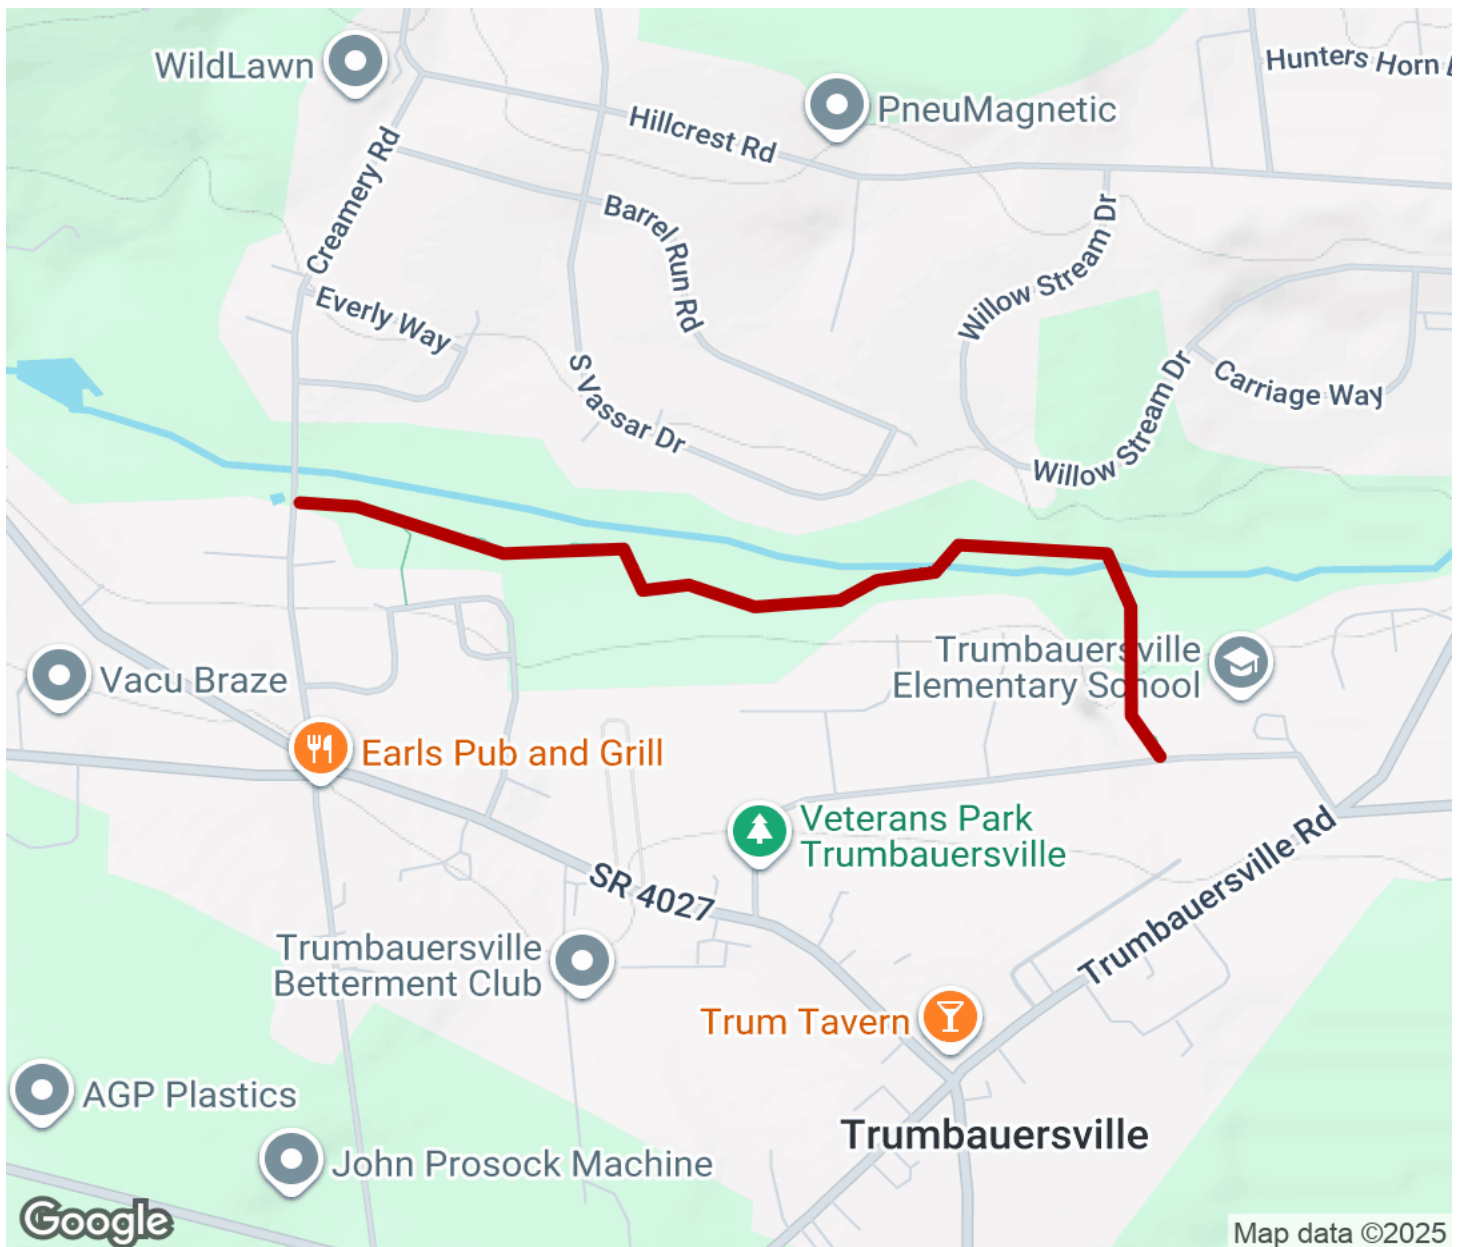 WildLawn
PneuMagnetic
Hunters Horn
Hillcrest Rd
Creamery Rd
Barrel Run Rd
Willow Stream Dr
Everly Way
S Vassar Dr
Willow Stream Dr
Carriage Way
Trumbauersville
Elementary School
Vacu Braze
Earls Pub and Grill
Veterans Park
Trumbauersville
SR 4027
Trumbauersville Rd
Trumbauersville
Betterment Club
Trum Tavern
AGP Plastics
Trumbauersville
John Prosock Machine
Google
Map data ©2025